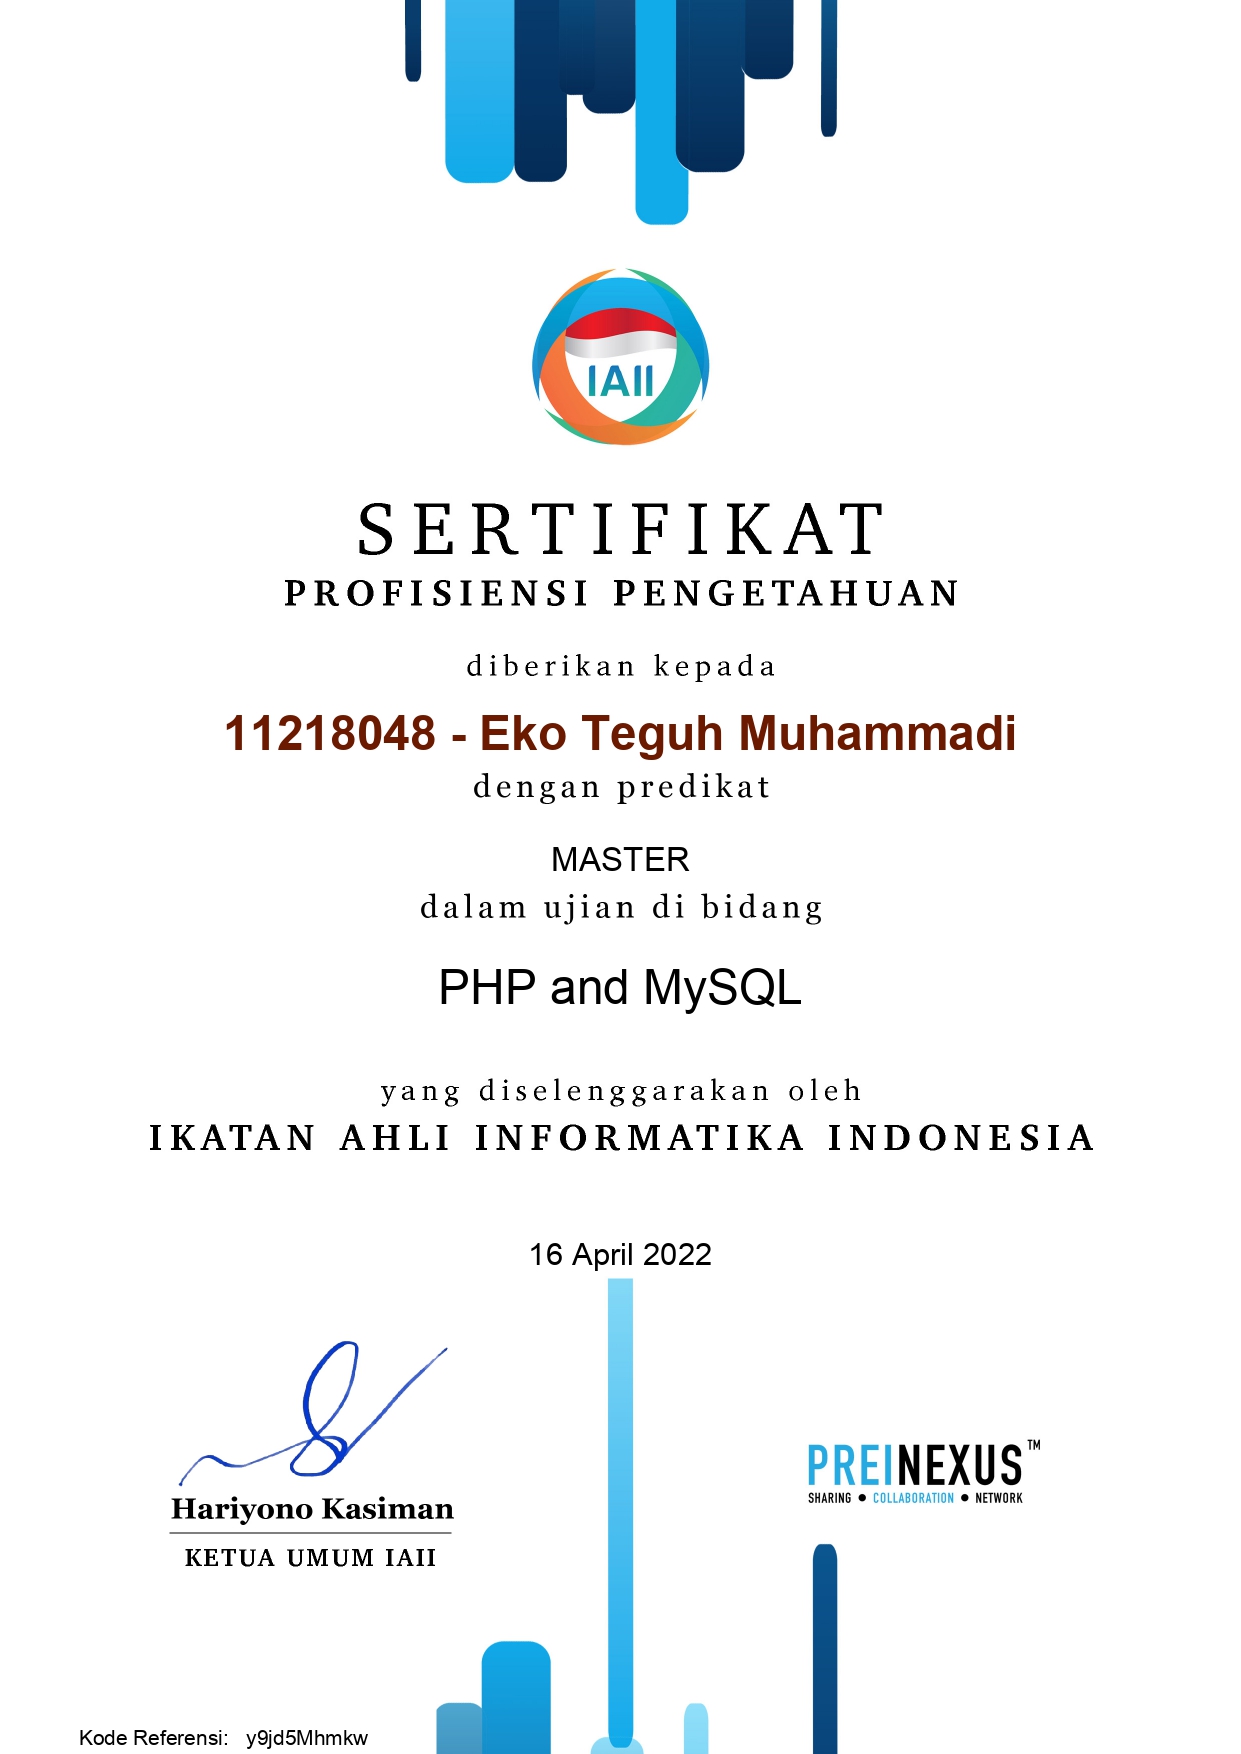 IAII
SERTIFIKAT
PROFISIENSI PENGETAHUAN
diberikan kepada
11218048 - Eko Teguh Muhammadi
dengan predikat
MASTER
dalam ujian di bidang
PHP and MySQL
yang diselenggarakan oleh
IKATAN AHLI INFORMATIKA INDONESIA
16 April 2022
Hariyono Kasiman
KETUA UMUM IAII
PREINEXUS™
SHARING ● COLLABORATION ● NETWORK
Kode Referensi: y9jd5Mhmkw